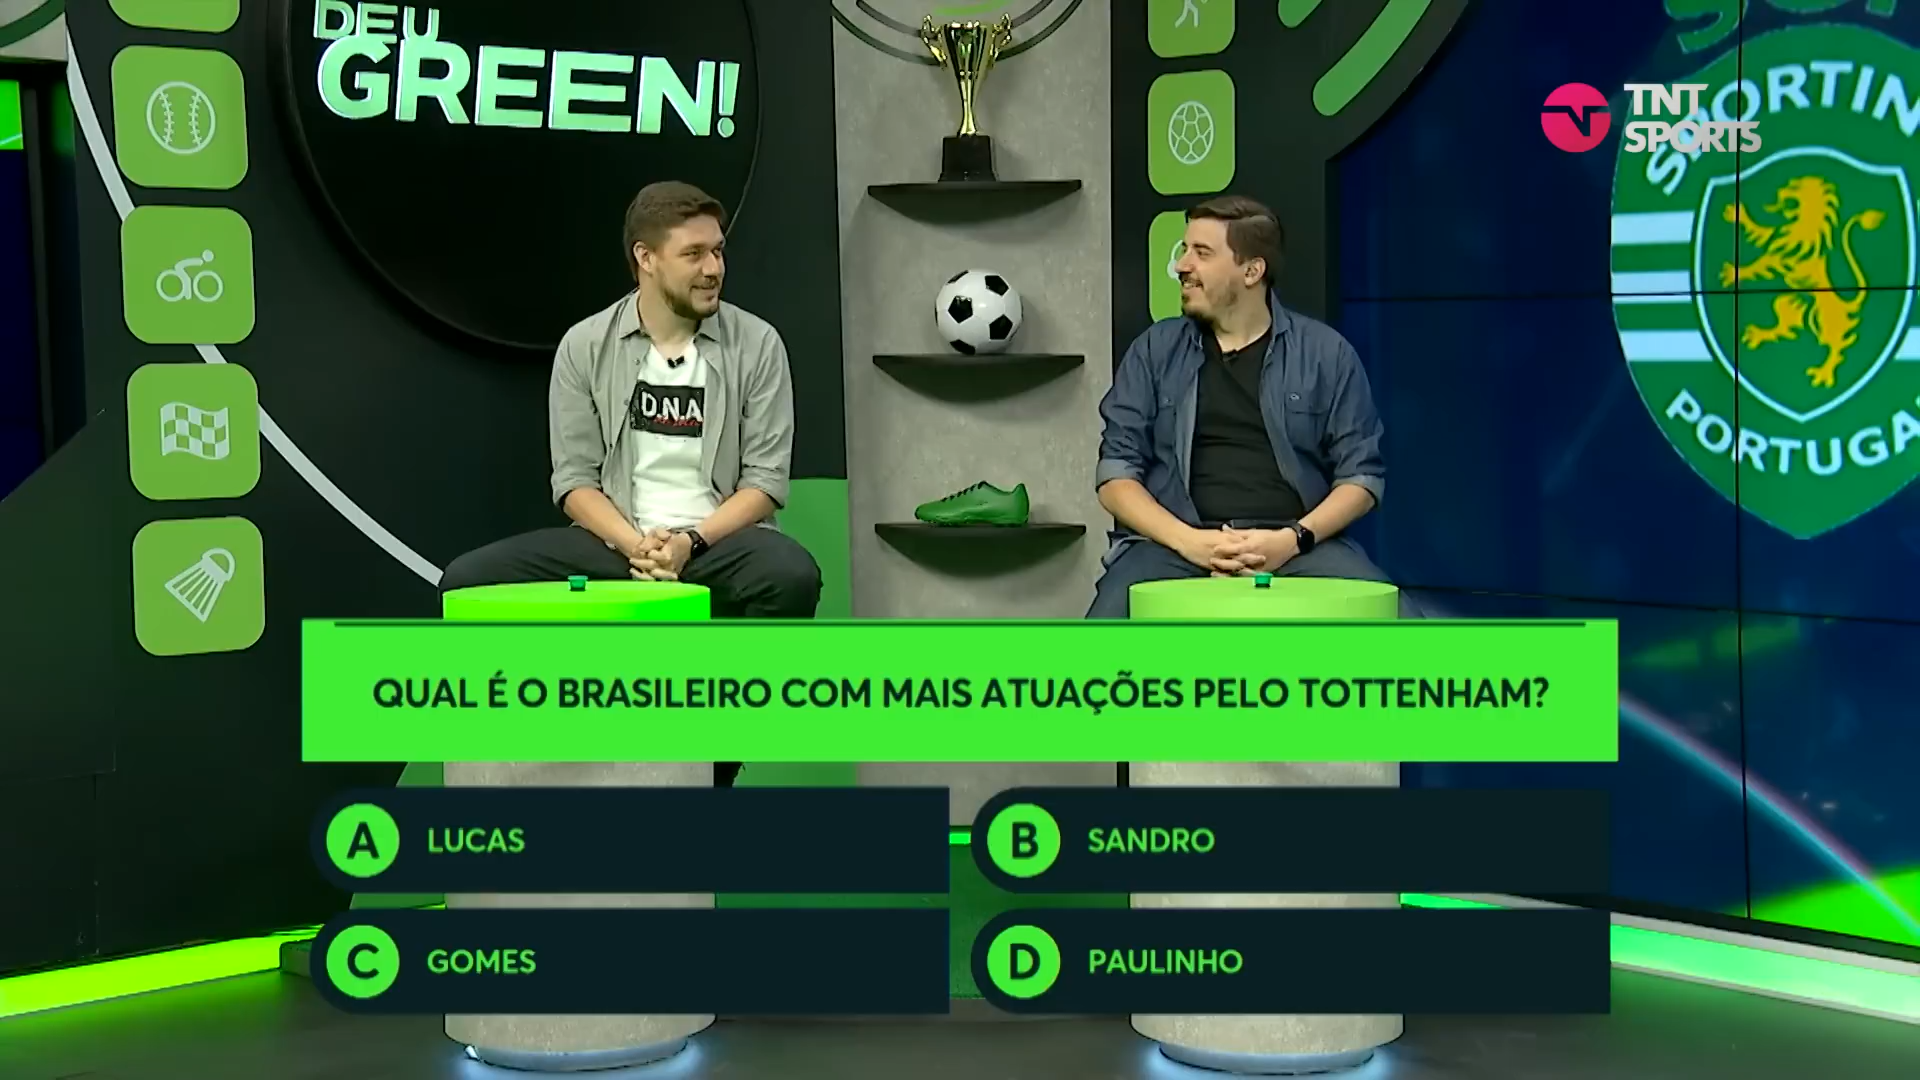 DEU
GREEN!
TNT
SPORTS
SPORTIN
PORTUGA
D.N.A
QUAL É O BRASILEIRO COM MAIS ATUAÇÕES PELO TOTTENHAM?
A LUCAS
B SANDRO
C GOMES
D PAULINHO